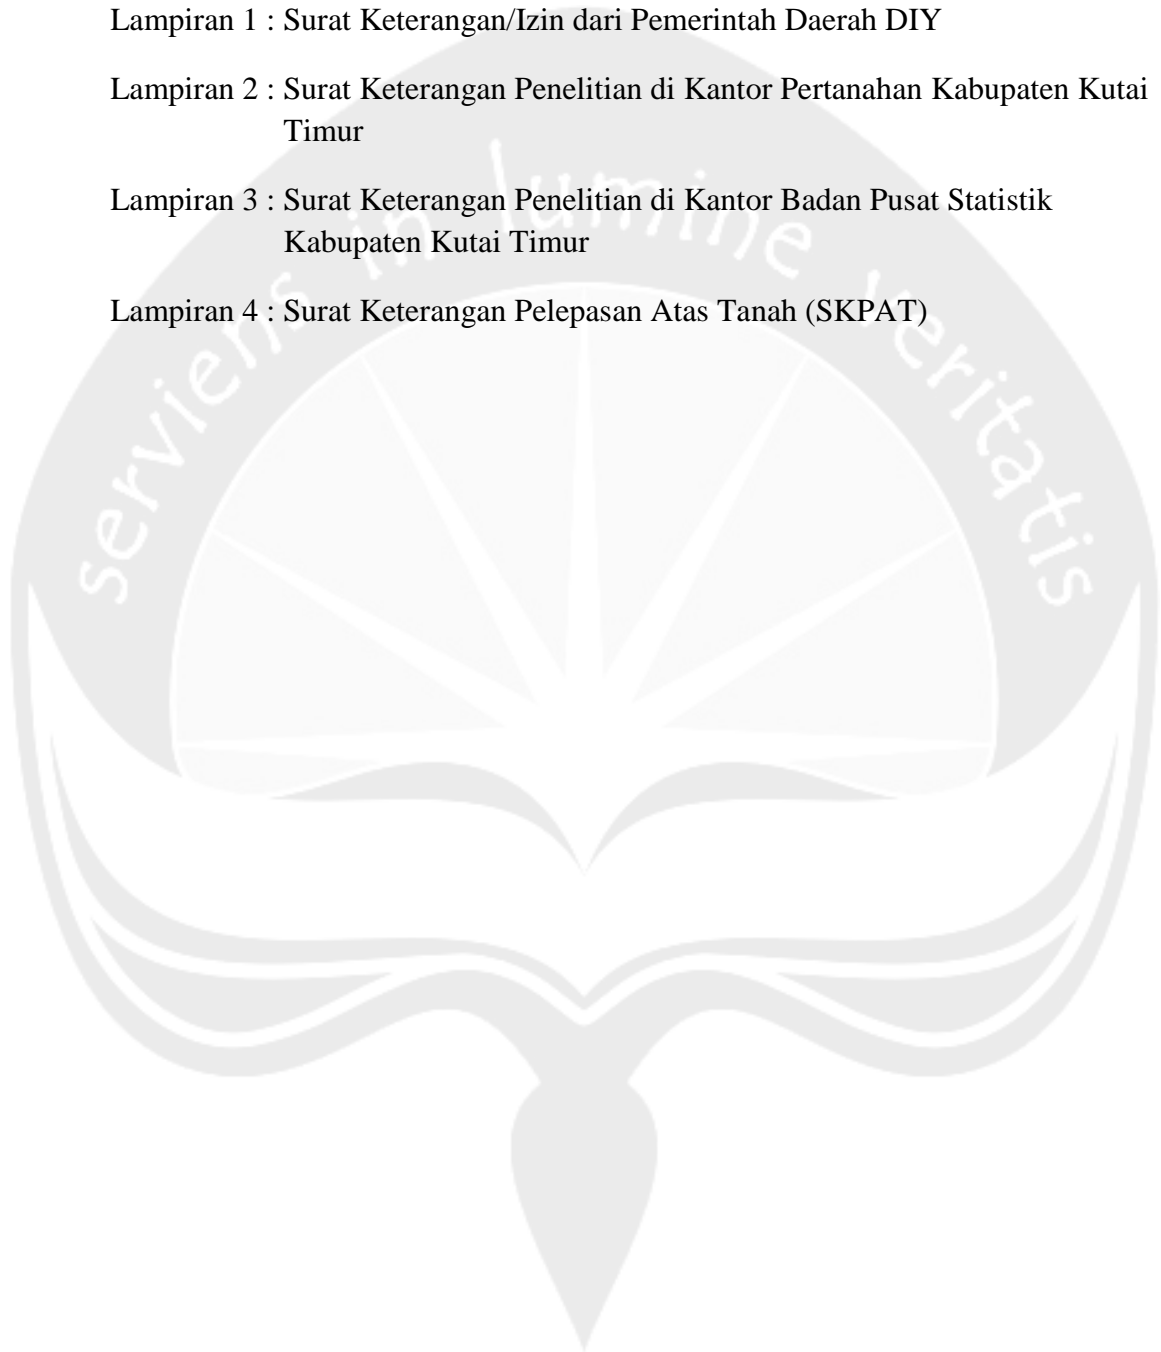 Lampiran 1 : Surat Keterangan/Izin dari Pemerintah Daerah DIY
Lampiran 2 : Surat Keterangan Penelitian di Kantor Pertanahan Kabupaten Kutai
Timur
Lampiran 3 : Surat Keterangan Penelitian di Kantor Badan Pusat Statistik
Kabupaten Kutai Timur
Lampiran 4 : Surat Keterangan Pelepasan Atas Tanah (SKPAT)
serviens in lumine veritatis